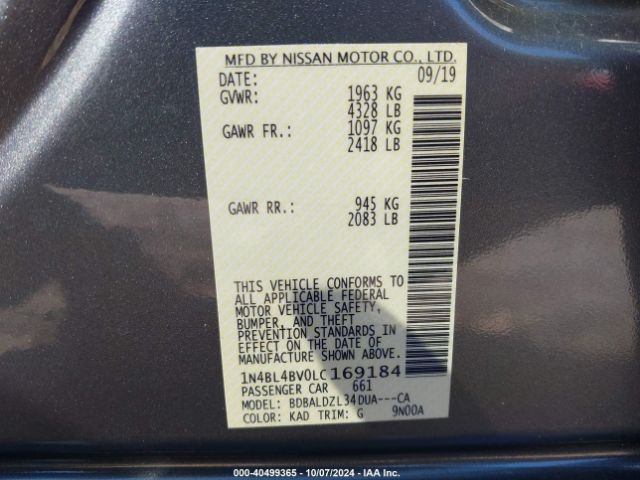 MFD BY NISSAN MOTOR CO., LTD.
DATE: 09/19
GVWR: 1963 KG
4328 LB
GAWR FR.: 1097 KG
2418 LB
GAWR RR.: 945 KG
2083 LB
THIS VEHICLE CONFORMS TO
ALL APPLICABLE FEDERAL
MOTOR VEHICLE SAFETY,
BUMPER, AND THEFT
PREVENTION STANDARDS IN
EFFECT ON THE DATE OF
MANUFACTURE SHOWN ABOVE.
1N4BL4BV0LC169184
PASSENGER CAR 661
MODEL: BDBALDZL34DUA---CA
COLOR: KAD TRIM: G 9N00A
000-40499365 - 10/07/2024 - IAA Inc.